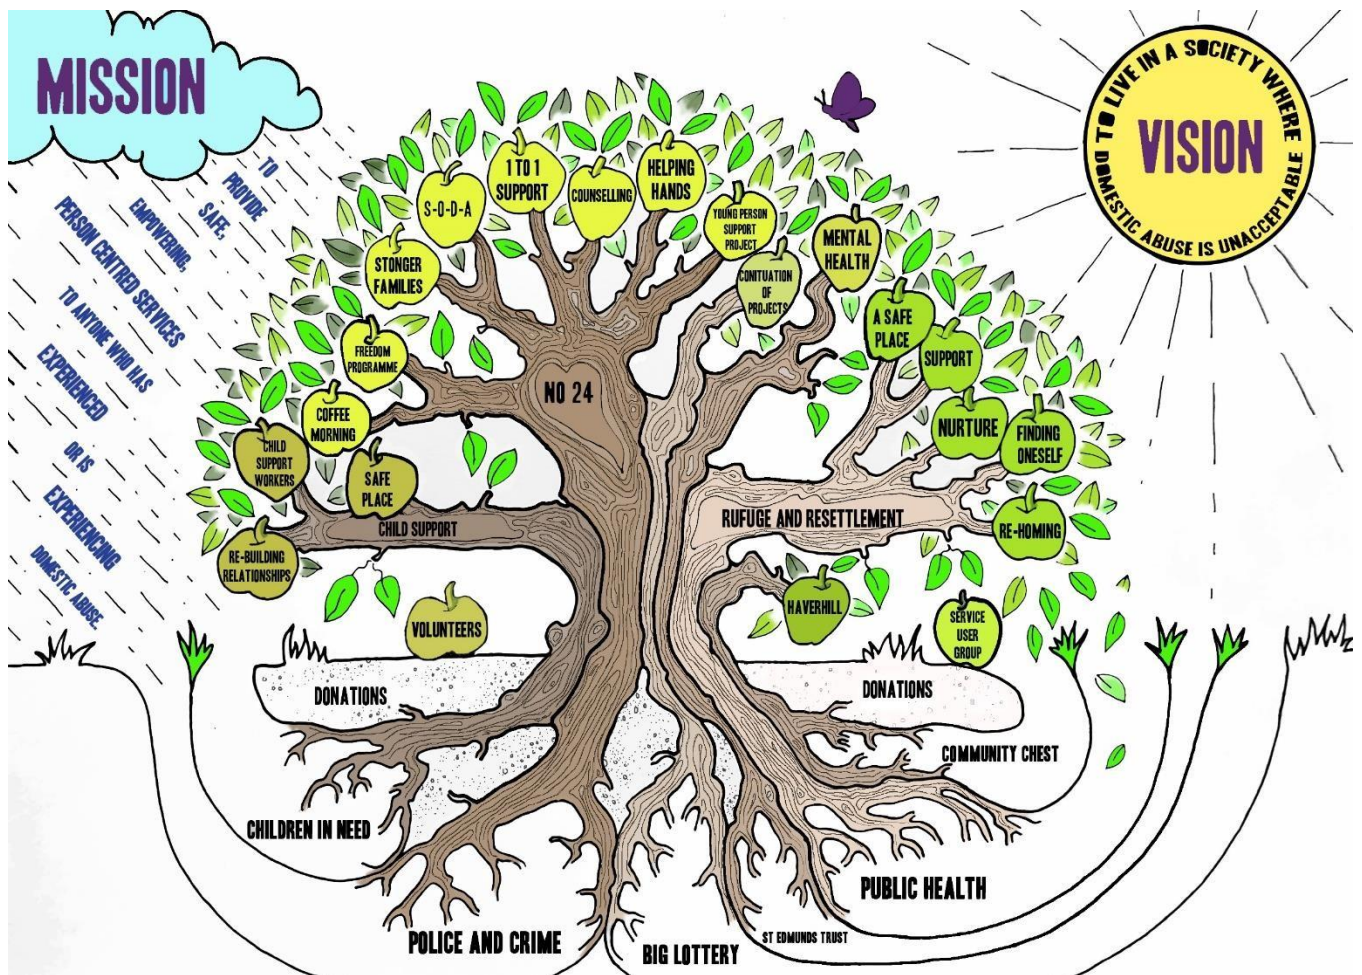 MISSION
TO
PROVIDE
SAFE,
EMPOWERING,
PERSON CENTRED SERVICES
TO ANYONE WHO HAS
EXPERIENCED
OR IS
EXPERIENCING
DOMESTIC ABUSE
TO LIVE IN A SOCIETY WHERE
DOMESTIC ABUSE IS UNACCEPTABLE
VISION
1 TO 1
SUPPORT
HELPING
HANDS
S-O-D-A
COUNSELLING
YOUNG PERSON
SUPPORT
PROJECT
MENTAL
HEALTH
STONGER
FAMILIES
CONITUATION
OF
PROJECTS
A SAFE
PLACE
SUPPORT
FREEDOM
PROGRAMME
NO 24
COFFEE
MORNING
NURTURE
FINDING
ONESELF
CHILD
SUPPORT
WORKERS
SAFE
PLACE
CHILD SUPPORT
RUFUGE AND RESETTLEMENT
RE-HOMING
RE-BUILDING
RELATIONSHIPS
VOLUNTEERS
HAVERHILL
SERVICE
USER
GROUP
DONATIONS
DONATIONS
COMMUNITY CHEST
CHILDREN IN NEED
PUBLIC HEALTH
POLICE AND CRIME
BIG LOTTERY
ST EDMUNDS TRUST